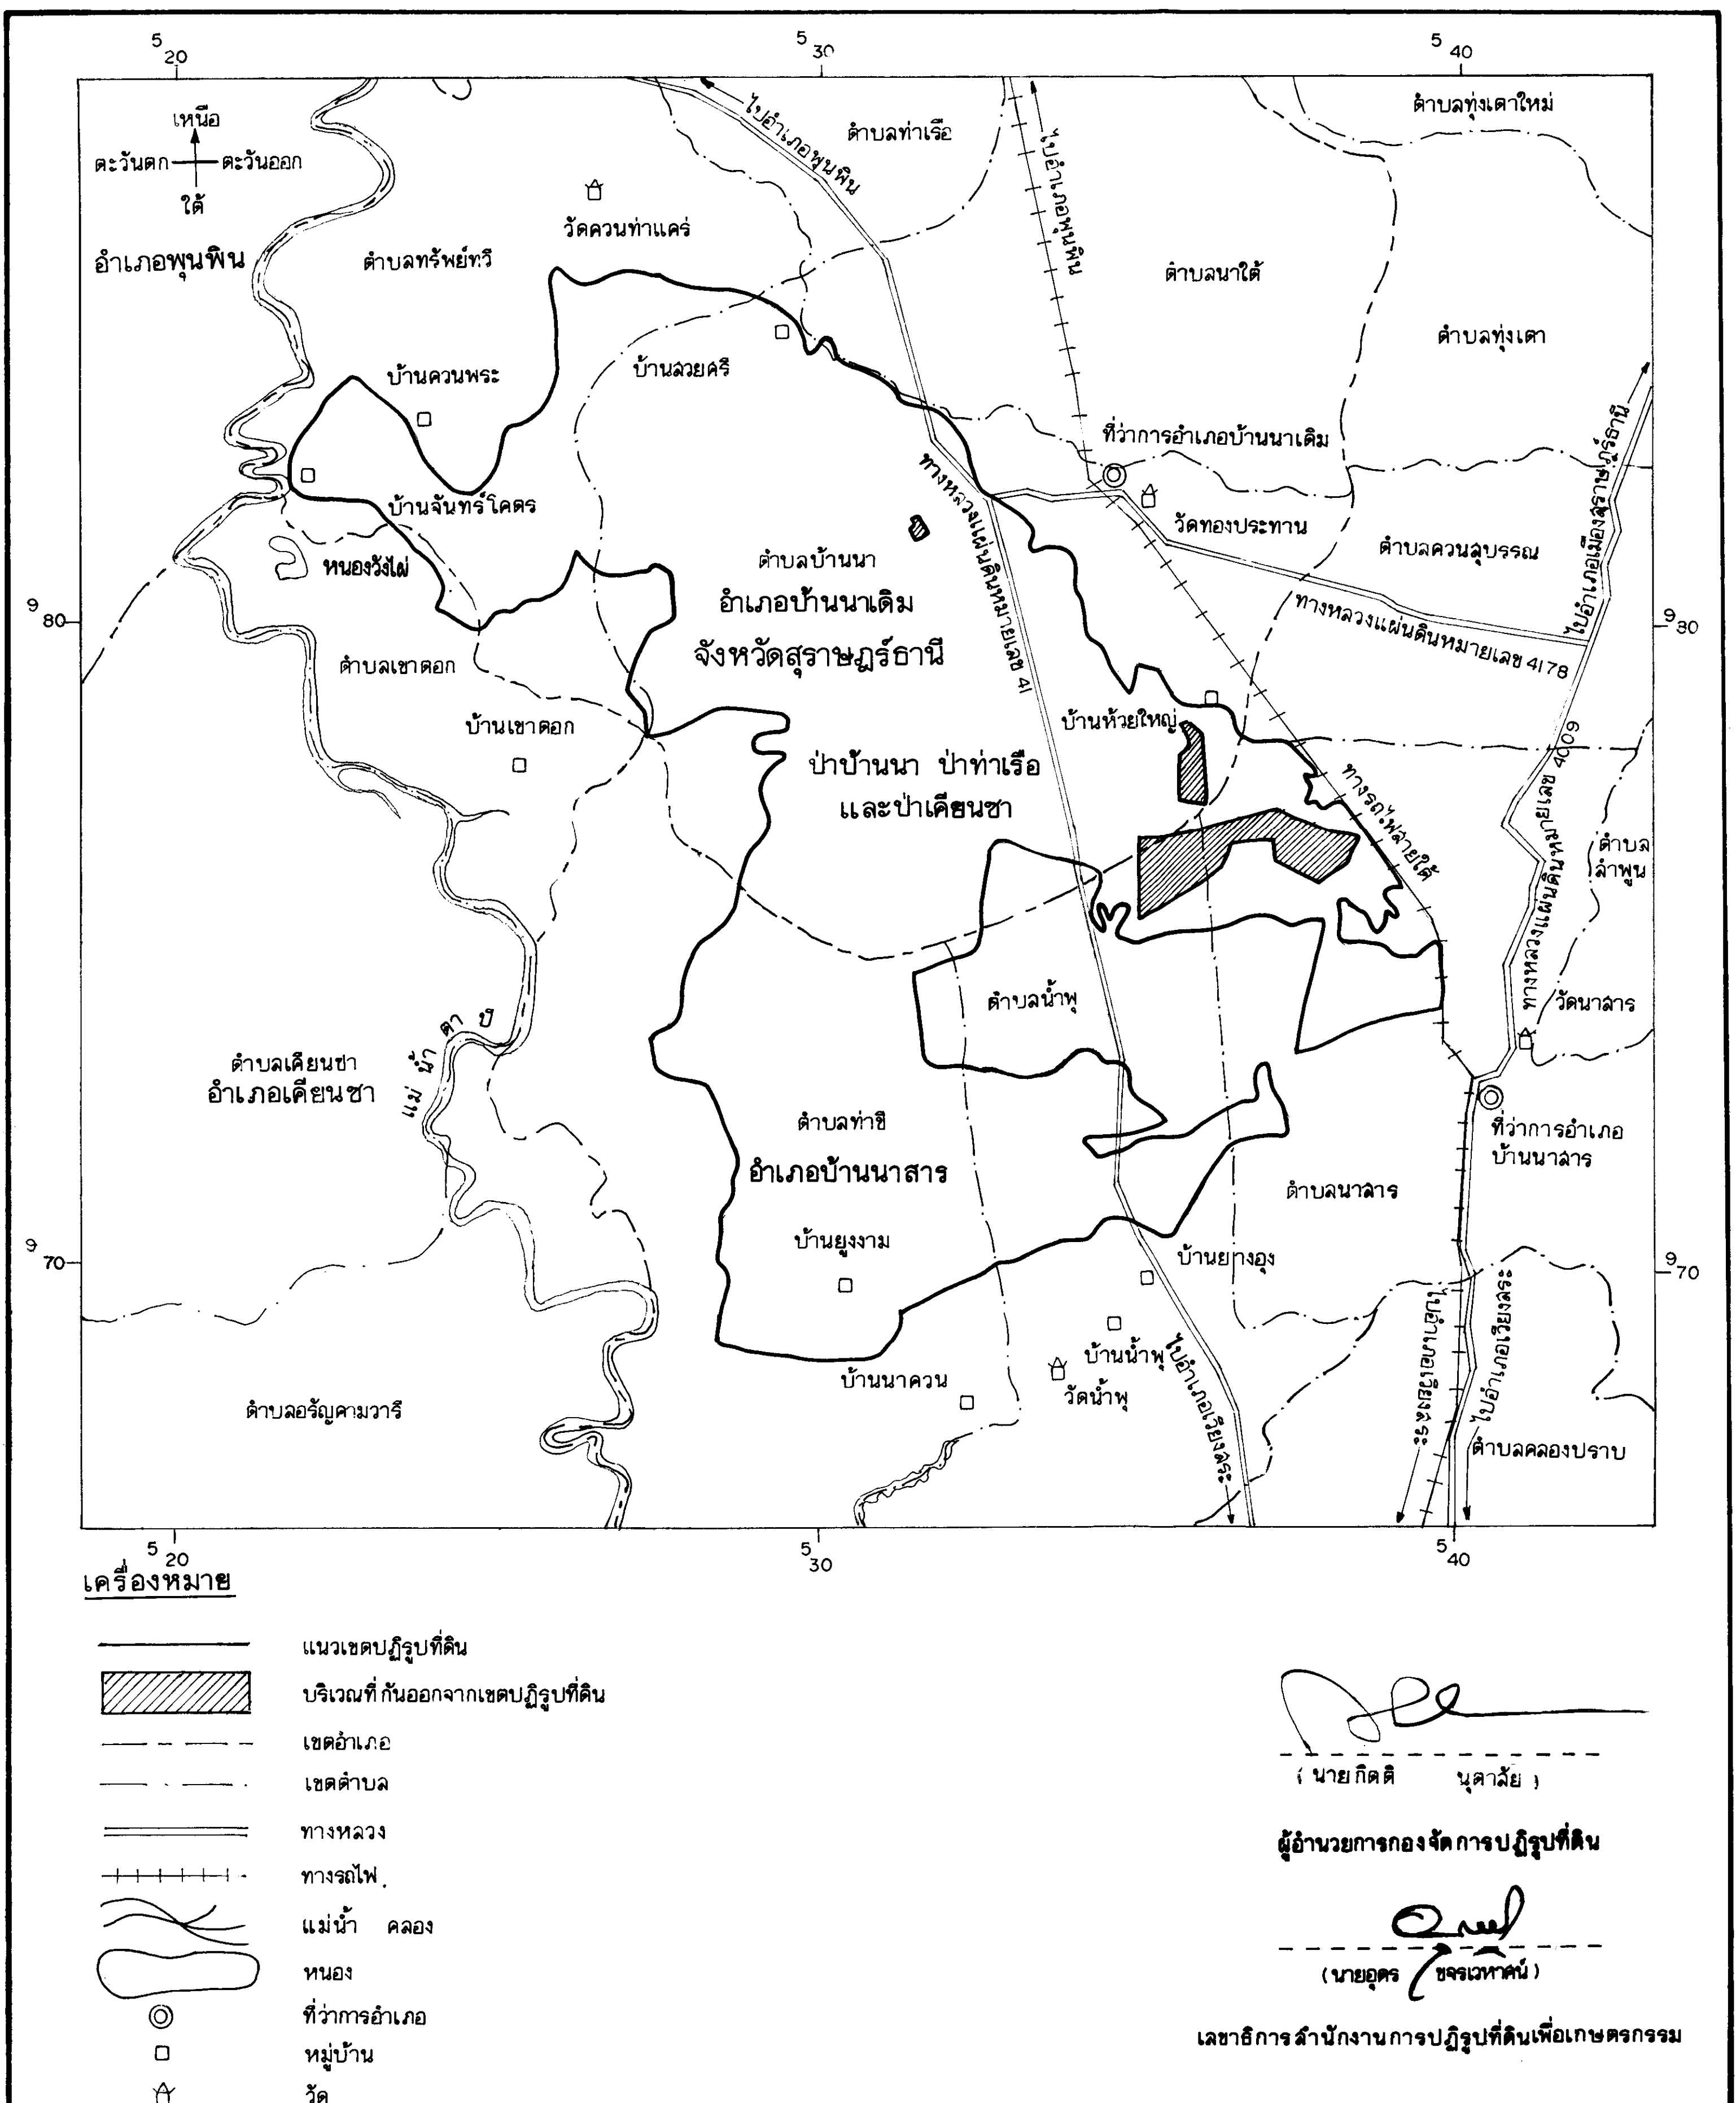 5 20
5 30
5 40
เหนือ
ตะวันตก
ตะวันออก
ใต้
อำเภอพุนพิน
ตำบลทรัพย์ทวี
วัดควนท่าแคร่
ไปอำเภอพุนพิน
ตำบลท่าเรือ
ไปอำเภอพุนพิน
ตำบลทุ่งเตาใหม่
ตำบลนาใต้
ตำบลทุ่งเตา
บ้านควนพระ
บ้านสวยศรี
ที่ว่าการอำเภอบ้านนาเดิม
ไปอำเภอเมืองสุราษฎร์ธานี
บ้านจันทร์โคตร
หนองวังไผ่
ทางหลวงแผ่นดินหมายเลข 41
วัดทองประทาน
ตำบลควนสุบรรณ
ตำบลบ้านนา
อำเภอบ้านนาเดิม
จังหวัดสุราษฎร์ธานี
ทางหลวงแผ่นดินหมายเลข 4178
9 80
9 80
ตำบลเขาตอก
บ้านเขาตอก
บ้านห้วยใหญ่
ป่าบ้านนา ป่าท่าเรือ
และป่าเคียนซา
ทางรถไฟสายใต้
ทางหลวงแผ่นดินหมายเลข 4009
ตำบล
ลำพูน
ตำบลน้ำพุ
วัดนาสาร
แม่น้ำตาปี
ตำบลเคียนซา
อำเภอเคียนซา
ตำบลท่าชี
อำเภอบ้านนาสาร
ที่ว่าการอำเภอ
บ้านนาสาร
ตำบลนาสาร
บ้านยูงงาม
บ้านยางอุง
9 70
9 70
ไปอำเภอเวียงสระ
ไปอำเภอเวียงสระ
ไปอำเภอเวียงสระ
บ้านน้ำพุ
วัดน้ำพุ
บ้านนาควน
ตำบลอรัญคามวารี
ตำบลคลองปราบ
5 20
5 30
5 40
เครื่องหมาย
แนวเขตปฏิรูปที่ดิน
บริเวณที่กันออกจากเขตปฏิรูปที่ดิน
เขตอำเภอ
เขตตำบล
ทางหลวง
ทางรถไฟ
แม่น้ำ คลอง
หนอง
ที่ว่าการอำเภอ
หมู่บ้าน
วัด
(นายกิตติ นุตาลัย)
ผู้อำนวยการกองจัดการปฏิรูปที่ดิน
(นายอุดร ขจรเวหาศน์)
เลขาธิการสำนักงานการปฏิรูปที่ดินเพื่อเกษตรกรรม